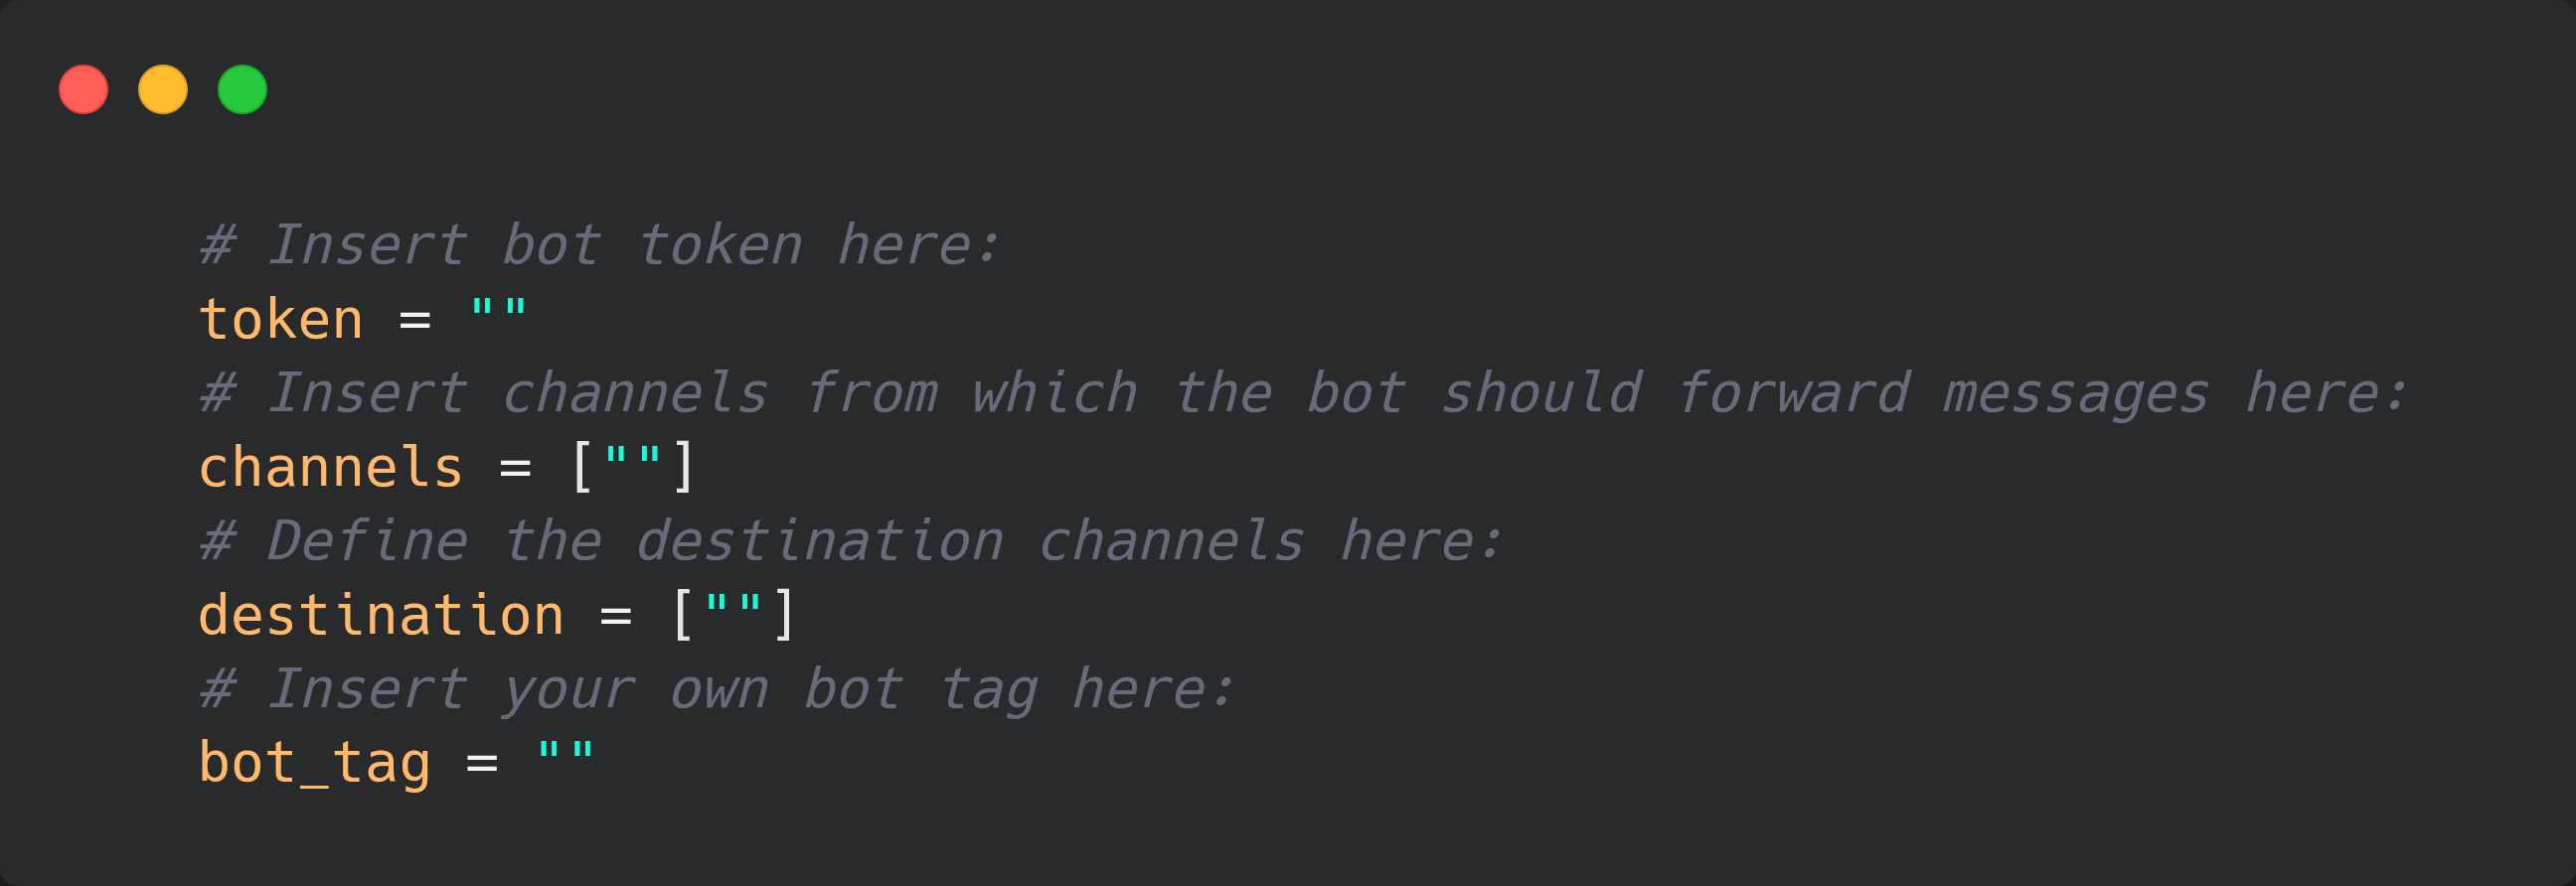 # Insert bot token here:
token = ""
# Insert channels from which the bot should forward messages here:
channels = [""]
# Define the destination channels here:
destination = [""]
# Insert your own bot tag here:
bot_tag = ""